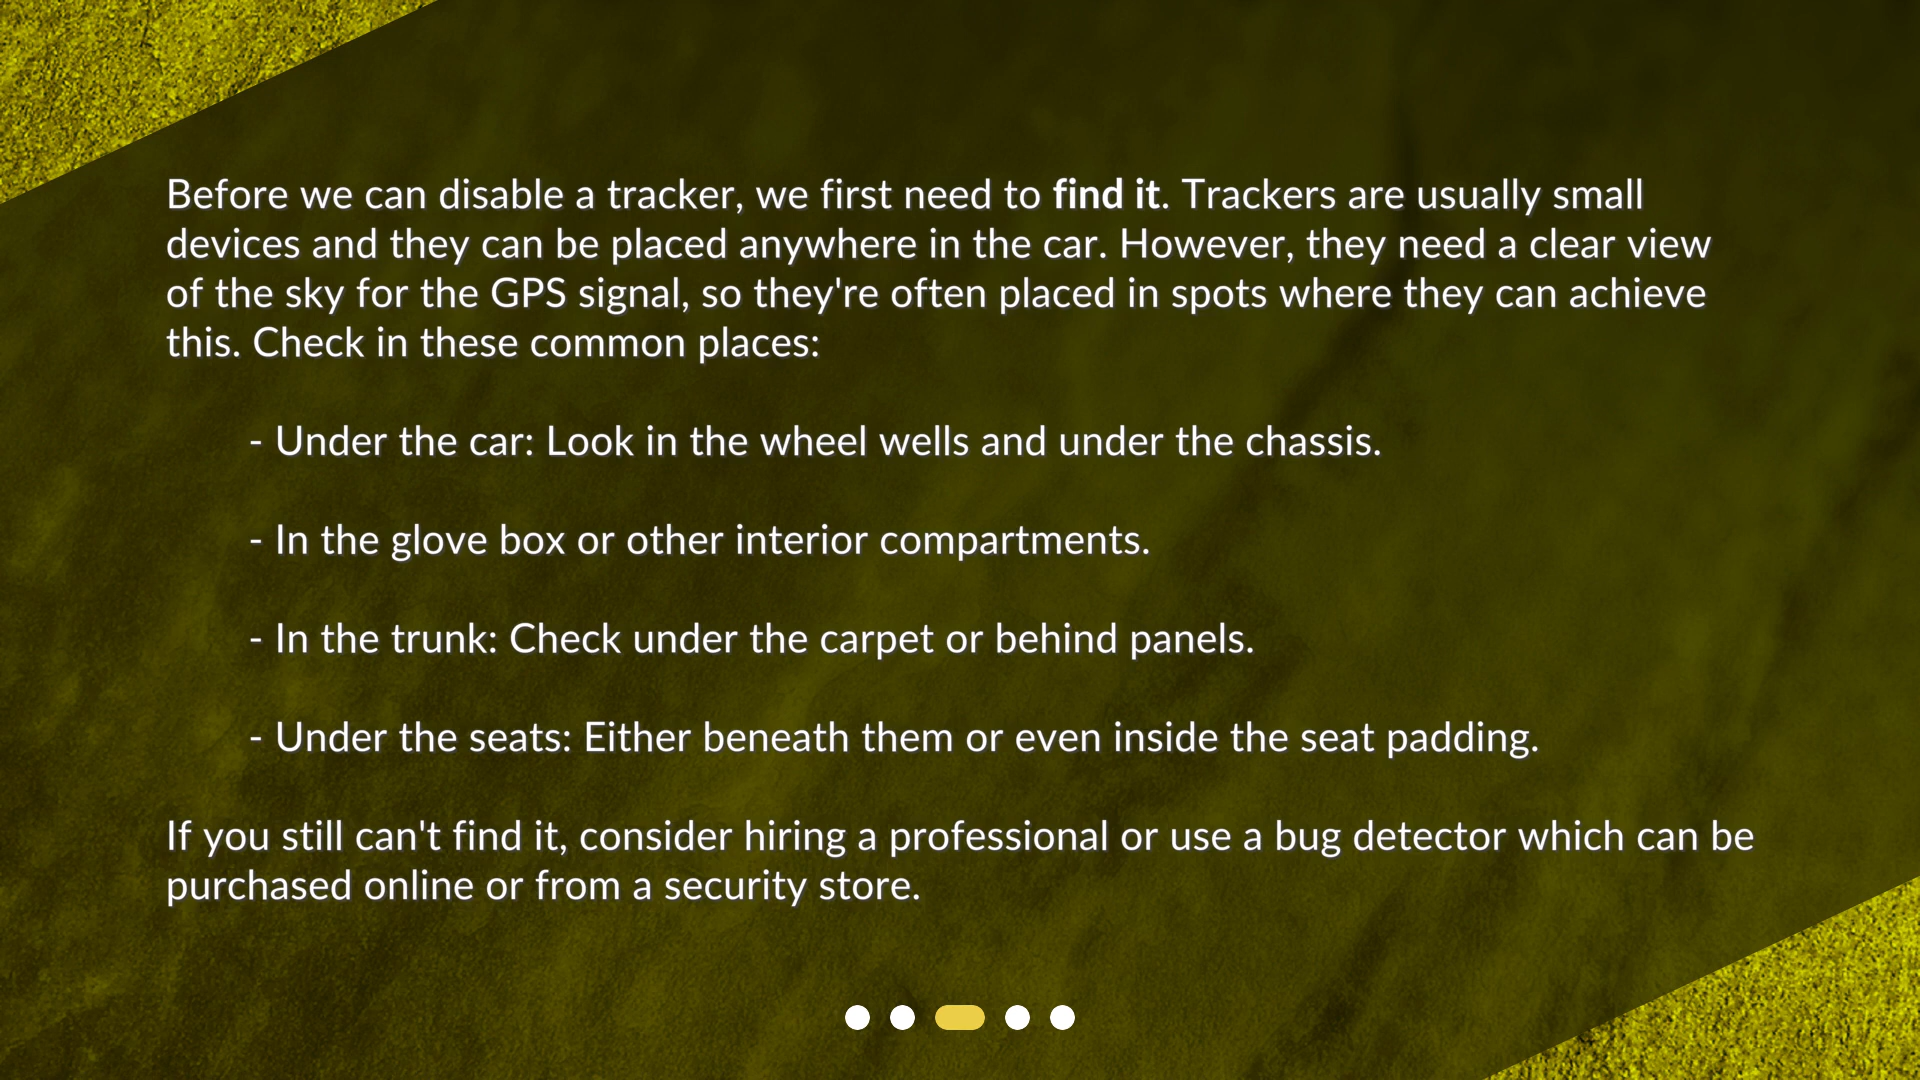 Before we can disable a tracker, we first need to find it. Trackers are usually small
devices and they can be placed anywhere in the car. However, they need a clear view
of the sky for the GPS signal, so they're often placed in spots where they can achieve
this. Check in these common places:
- Under the car: Look in the wheel wells and under the chassis.
- In the glove box or other interior compartments.
- In the trunk: Check under the carpet or behind panels.
- Under the seats: Either beneath them or even inside the seat padding.
If you still can't find it, consider hiring a professional or use a bug detector which can be
purchased online or from a security store.